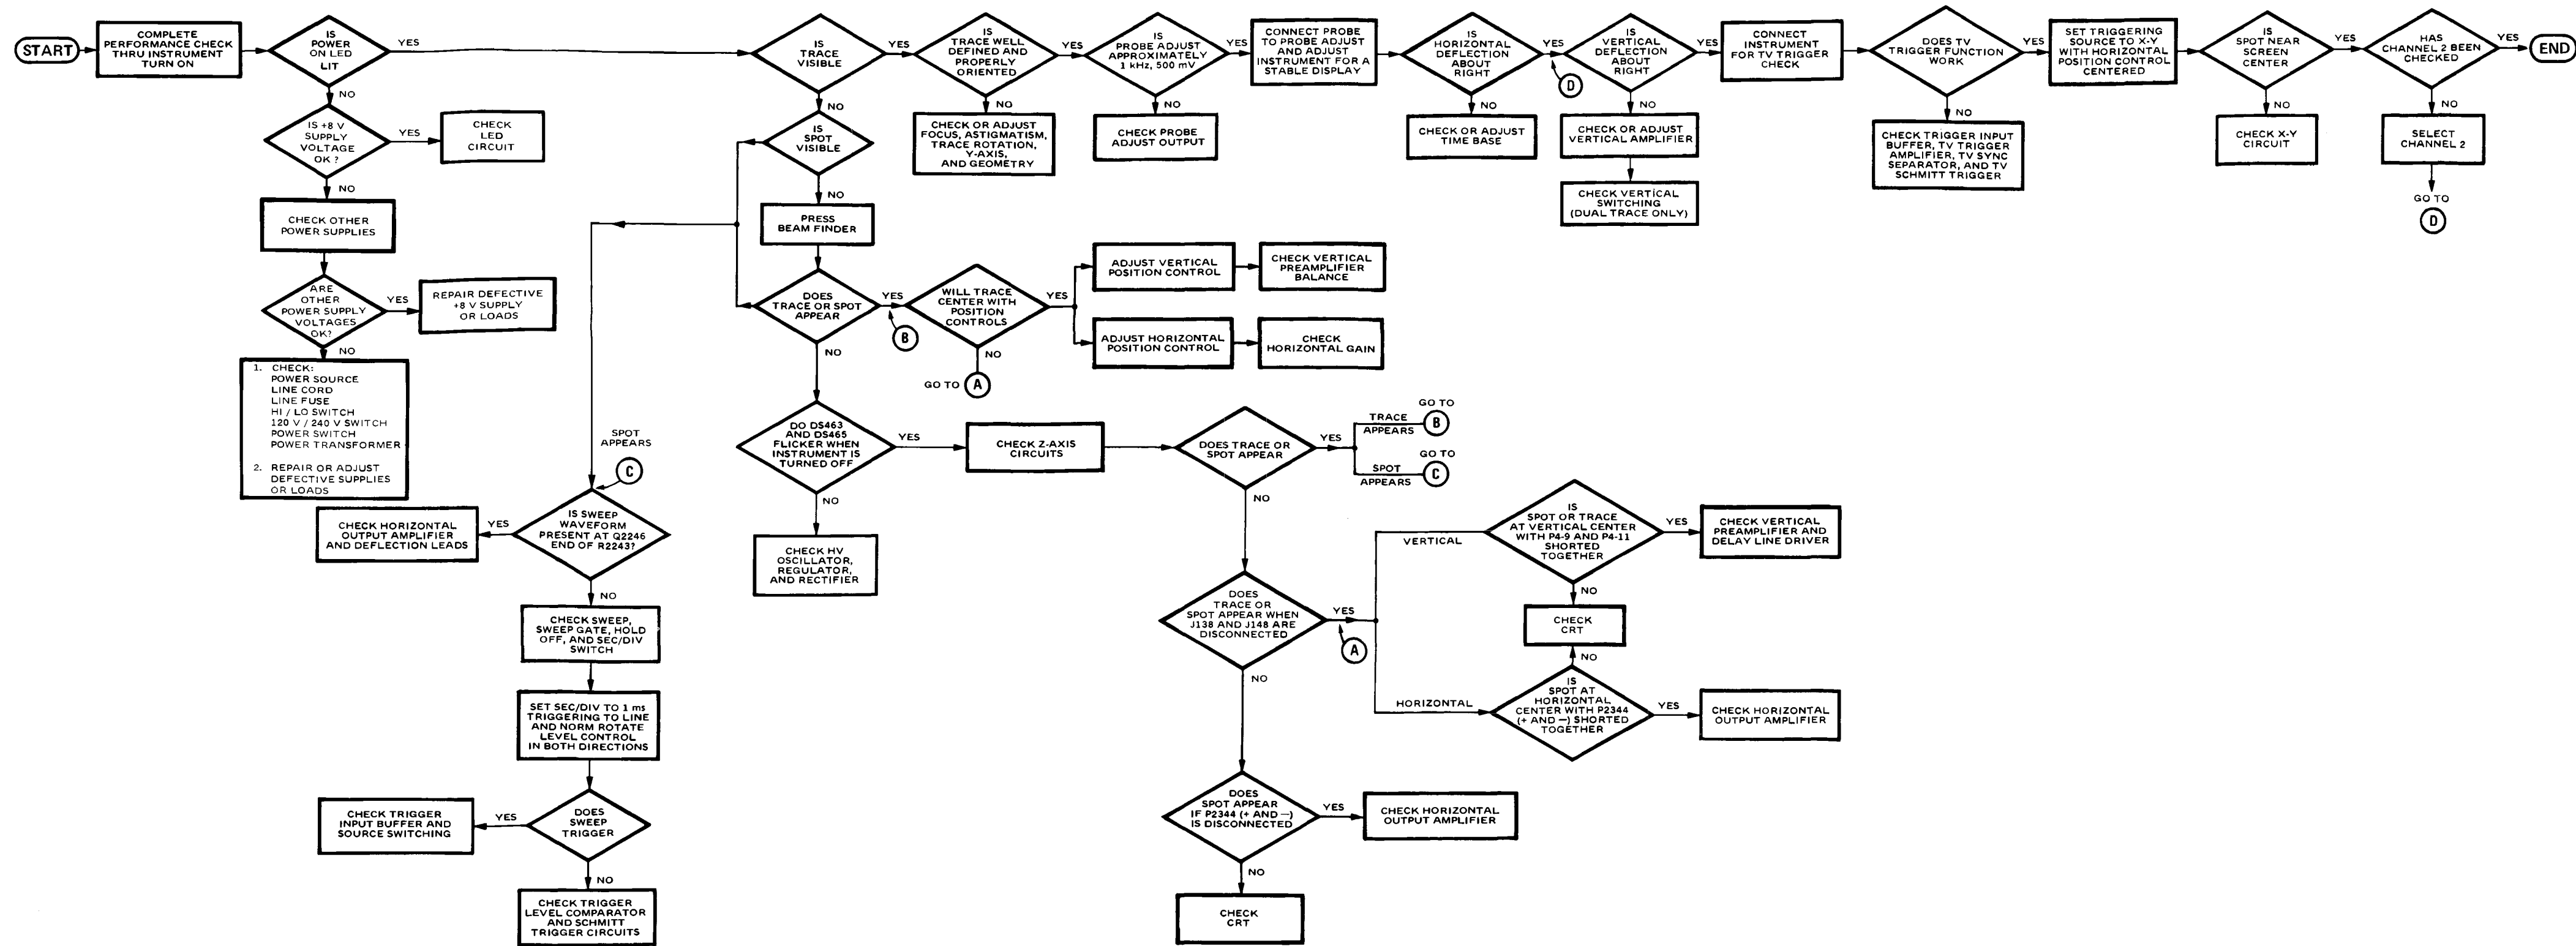 START
COMPLETE
PERFORMANCE CHECK
THRU INSTRUMENT
TURN ON
IS
POWER
ON LED
LIT
YES
NO
IS +8 V
SUPPLY
VOLTAGE
OK ?
YES
CHECK
LED
CIRCUIT
NO
CHECK OTHER
POWER SUPPLIES
ARE
OTHER
POWER SUPPLY
VOLTAGES
OK?
YES
REPAIR DEFECTIVE
+8 V SUPPLY
OR LOADS
NO
1. CHECK:
POWER SOURCE
LINE CORD
LINE FUSE
HI / LO SWITCH
120 V / 240 V SWITCH
POWER SWITCH
POWER TRANSFORMER
2. REPAIR OR ADJUST
DEFECTIVE SUPPLIES
OR LOADS
IS
TRACE
VISIBLE
YES
NO
IS
TRACE WELL
DEFINED AND
PROPERLY
ORIENTED
YES
NO
CHECK OR ADJUST
FOCUS, ASTIGMATISM,
TRACE ROTATION,
Y-AXIS,
AND GEOMETRY
IS
PROBE ADJUST
APPROXIMATELY
1 kHz, 500 mV
YES
NO
CHECK PROBE
ADJUST OUTPUT
CONNECT PROBE
TO PROBE ADJUST
AND ADJUST
INSTRUMENT FOR A
STABLE DISPLAY
IS
HORIZONTAL
DEFLECTION
ABOUT
RIGHT
YES
D
NO
CHECK OR ADJUST
TIME BASE
IS
VERTICAL
DEFLECTION
ABOUT
RIGHT
YES
NO
CHECK OR ADJUST
VERTICAL AMPLIFIER
CHECK VERTICAL
SWITCHING
(DUAL TRACE ONLY)
CONNECT
INSTRUMENT
FOR TV TRIGGER
CHECK
DOES TV
TRIGGER FUNCTION
WORK
YES
NO
CHECK TRIGGER INPUT
BUFFER, TV TRIGGER
AMPLIFIER, TV SYNC
SEPARATOR, AND TV
SCHMITT TRIGGER
SET TRIGGERING
SOURCE TO X-Y
WITH HORIZONTAL
POSITION CONTROL
CENTERED
IS
SPOT NEAR
SCREEN
CENTER
YES
NO
CHECK X-Y
CIRCUIT
HAS
CHANNEL 2 BEEN
CHECKED
YES
END
NO
SELECT
CHANNEL 2
GO TO
D
IS
SPOT
VISIBLE
NO
PRESS
BEAM FINDER
DOES
TRACE OR SPOT
APPEAR
YES
B
NO
WILL TRACE
CENTER WITH
POSITION
CONTROLS
YES
NO
GO TO A
ADJUST VERTICAL
POSITION CONTROL
CHECK VERTICAL
PREAMPLIFIER
BALANCE
ADJUST HORIZONTAL
POSITION CONTROL
CHECK
HORIZONTAL GAIN
DO DS463
AND DS465
FLICKER WHEN
INSTRUMENT IS
TURNED OFF
YES
NO
CHECK HV
OSCILLATOR,
REGULATOR,
AND RECTIFIER
CHECK Z-AXIS
CIRCUITS
DOES TRACE OR
SPOT APPEAR
YES
TRACE
APPEARS
GO TO
B
SPOT
APPEARS
GO TO
C
NO
SPOT
APPEARS
C
IS SWEEP
WAVEFORM
PRESENT AT Q2246
END OF R2243?
YES
CHECK HORIZONTAL
OUTPUT AMPLIFIER
AND DEFLECTION LEADS
NO
CHECK SWEEP,
SWEEP GATE, HOLD
OFF, AND SEC/DIV
SWITCH
SET SEC/DIV TO 1 ms
TRIGGERING TO LINE
AND NORM ROTATE
LEVEL CONTROL
IN BOTH DIRECTIONS
DOES
SWEEP
TRIGGER
YES
CHECK TRIGGER
INPUT BUFFER AND
SOURCE SWITCHING
NO
CHECK TRIGGER
LEVEL COMPARATOR
AND SCHMITT
TRIGGER CIRCUITS
DOES
TRACE OR
SPOT APPEAR WHEN
J138 AND J148 ARE
DISCONNECTED
YES
A
NO
VERTICAL
IS
SPOT OR TRACE
AT VERTICAL CENTER
WITH P4-9 AND P4-11
SHORTED
TOGETHER
YES
CHECK VERTICAL
PREAMPLIFIER AND
DELAY LINE DRIVER
NO
CHECK
CRT
NO
HORIZONTAL
IS
SPOT AT
HORIZONTAL
CENTER WITH P2344
(+ AND −) SHORTED
TOGETHER
YES
CHECK HORIZONTAL
OUTPUT AMPLIFIER
DOES
SPOT APPEAR
IF P2344 (+ AND −)
IS DISCONNECTED
YES
CHECK HORIZONTAL
OUTPUT AMPLIFIER
NO
CHECK
CRT